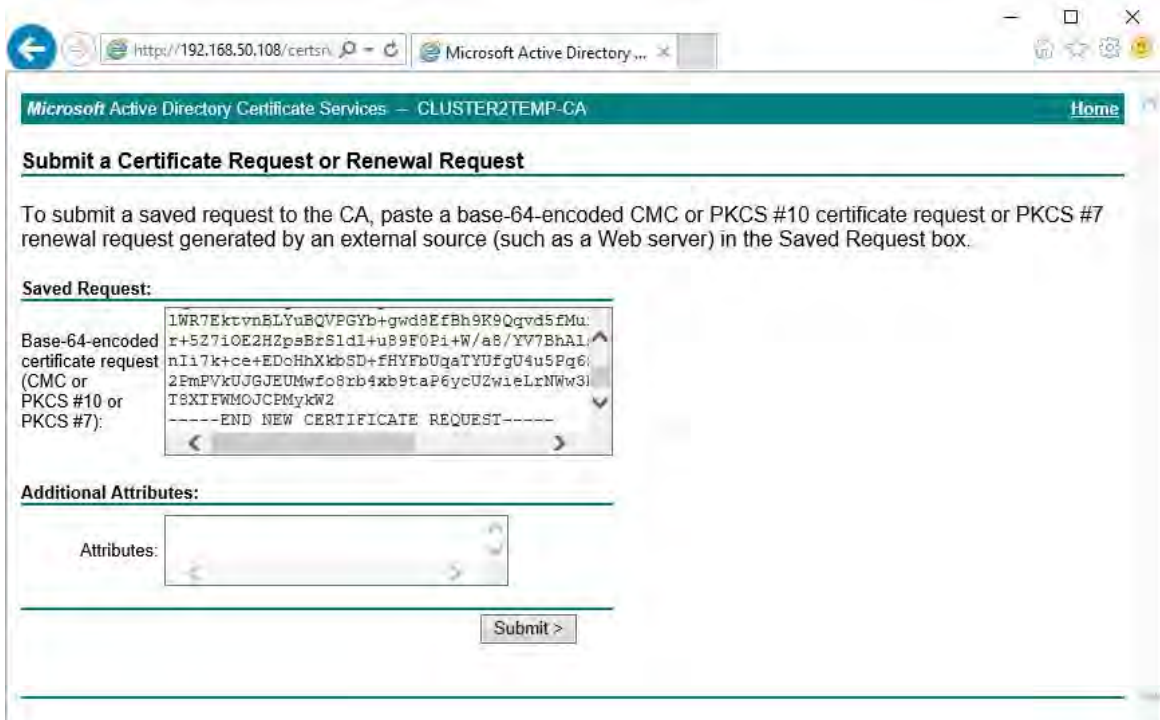 http://192.168.50.108/certsn
Microsoft Active Directory ...
Microsoft Active Directory Certificate Services -- CLUSTER2TEMP-CA
Home
Submit a Certificate Request or Renewal Request
To submit a saved request to the CA, paste a base-64-encoded CMC or PKCS #10 certificate request or PKCS #7
renewal request generated by an external source (such as a Web server) in the Saved Request box.
Saved Request:
Base-64-encoded
certificate request
(CMC or
PKCS #10 or
PKCS #7):
T8XTFWMOJCPMykW2
-----END NEW CERTIFICATE REQUEST-----
Additional Attributes:
Attributes:
Submit >